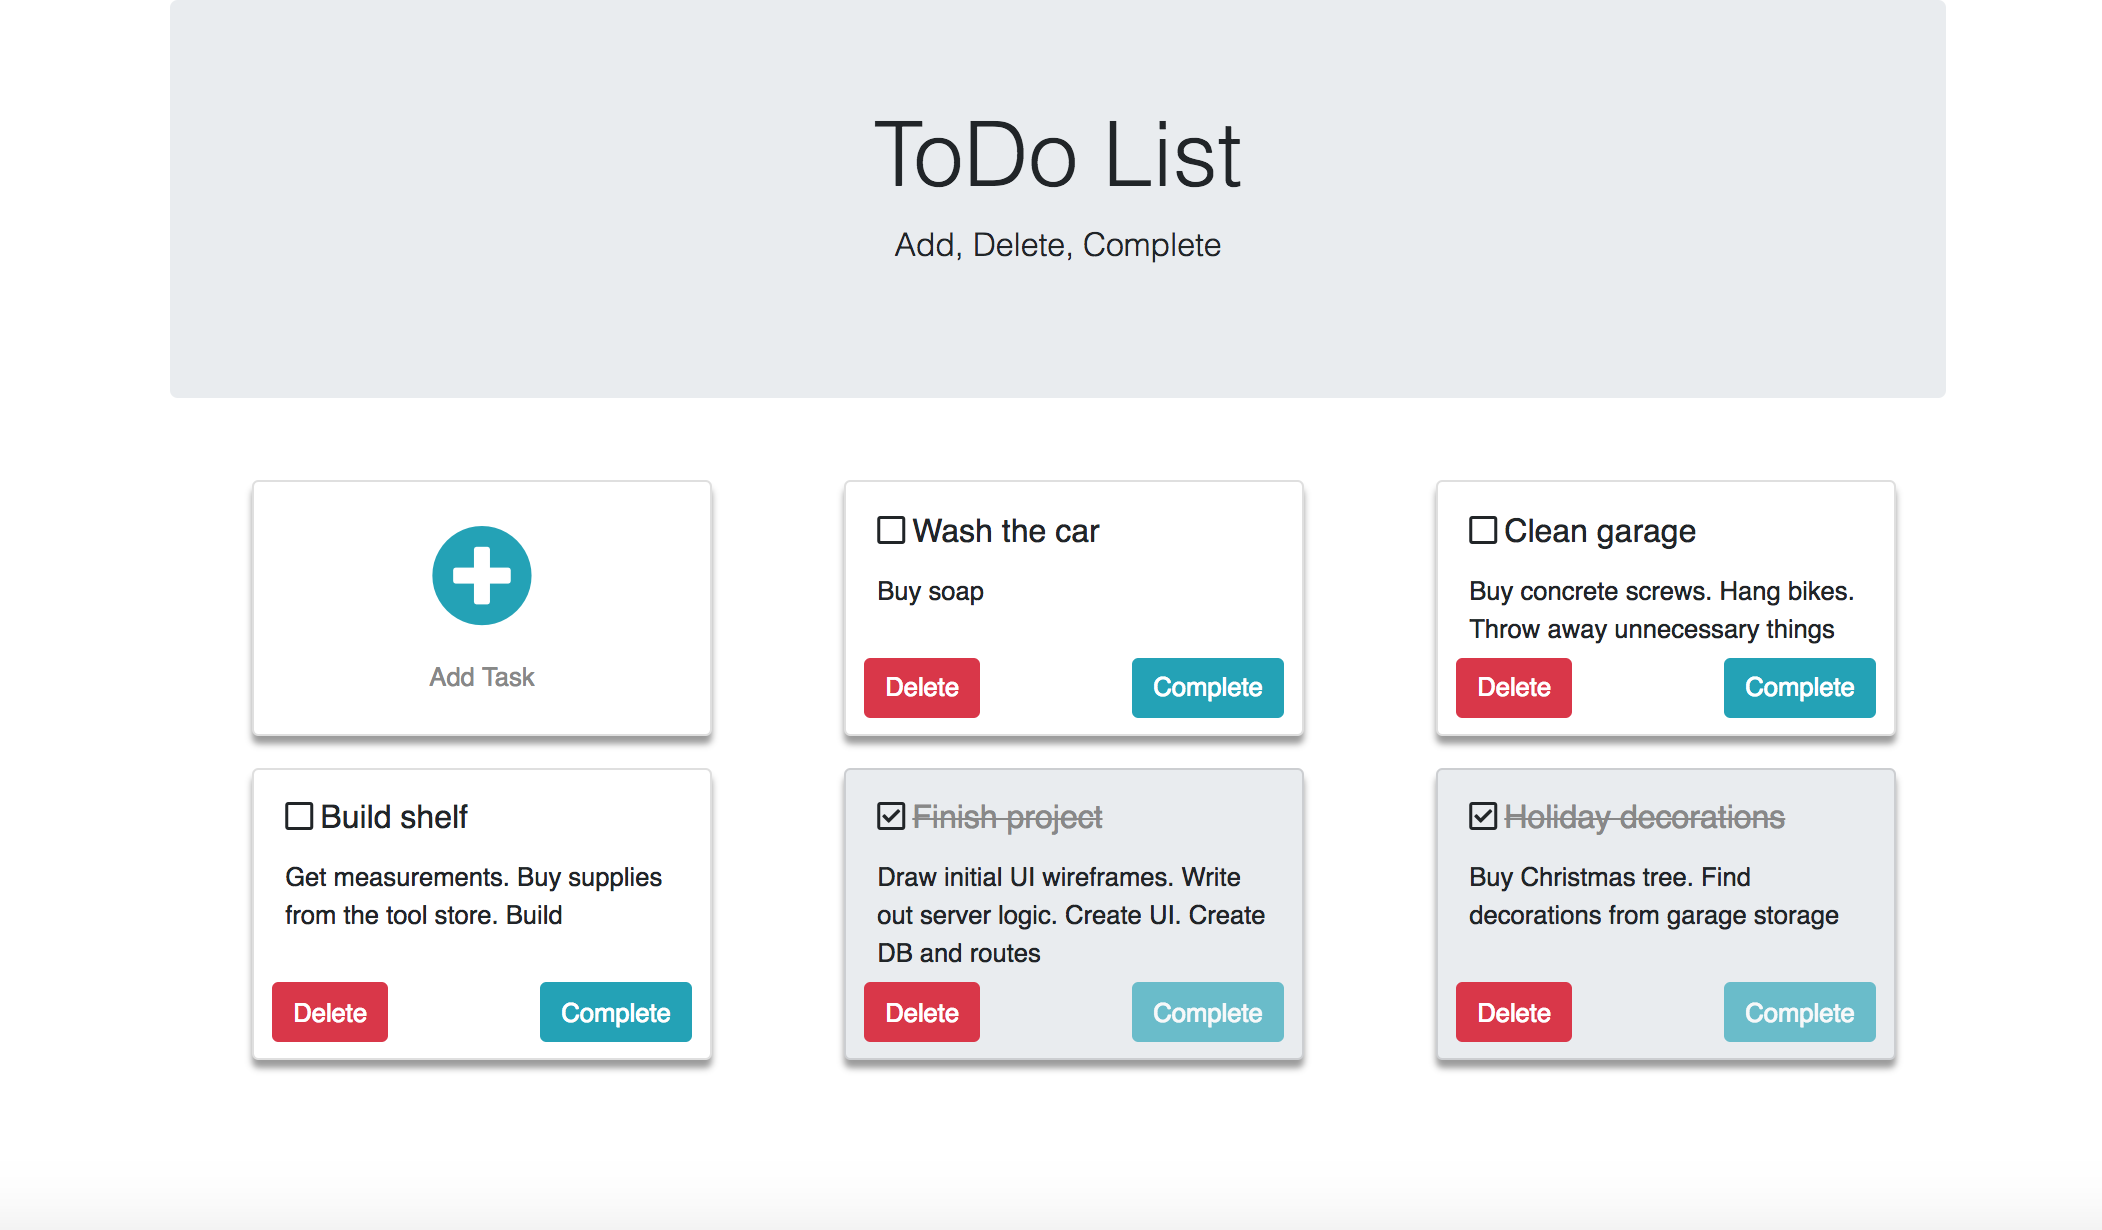 ToDo List
Add, Delete, Complete
Add Task
Wash the car
Buy soap
Delete
Complete
Clean garage
Buy concrete screws. Hang bikes.
Throw away unnecessary things
Delete
Complete
Build shelf
Get measurements. Buy supplies
from the tool store. Build
Delete
Complete
Finish project
Draw initial UI wireframes. Write
out server logic. Create UI. Create
DB and routes
Delete
Complete
Holiday decorations
Buy Christmas tree. Find
decorations from garage storage
Delete
Complete